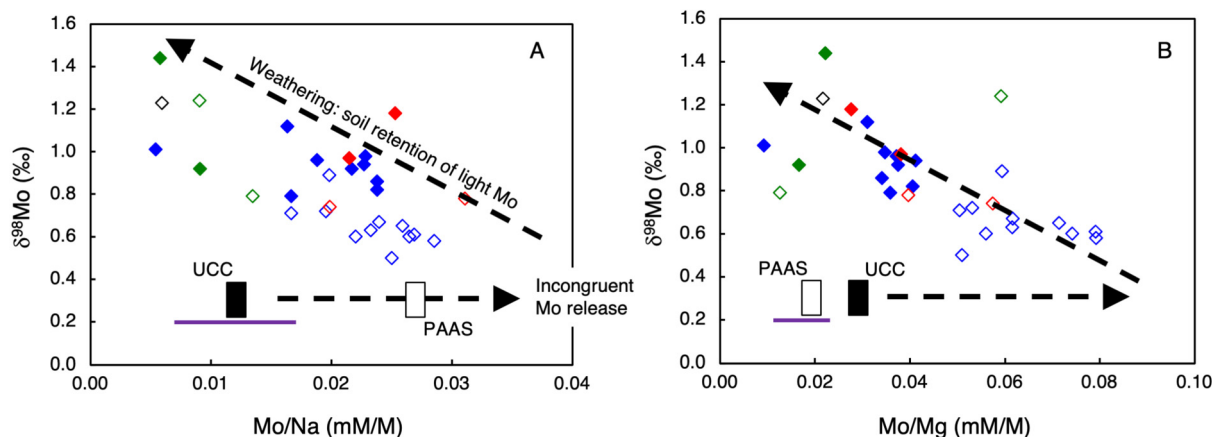 A
δ98Mo (‰)
1.6
1.4
1.2
1.0
0.8
0.6
0.4
0.2
0.0
Weathering: soil retention of light Mo
UCC
PAAS
Incongruent
Mo release
0.00
0.01
0.02
0.03
0.04
Mo/Na (mM/M)
B
δ98Mo (‰)
1.6
1.4
1.2
1.0
0.8
0.6
0.4
0.2
0.0
PAAS
UCC
0.00
0.02
0.04
0.06
0.08
0.10
Mo/Mg (mM/M)